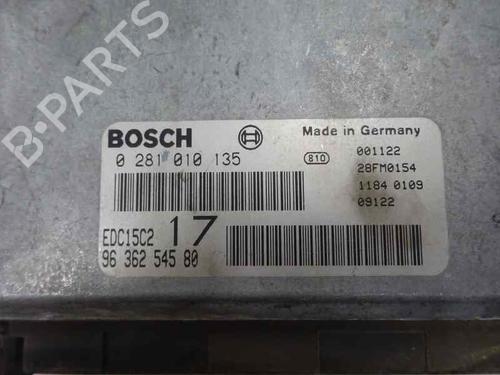 BOSCH
Made in Germany
0 281 010 135
810
001122
28FM0154
1184 0109
09122
EDC15C2 17
96 362 545 80
B-PARTS